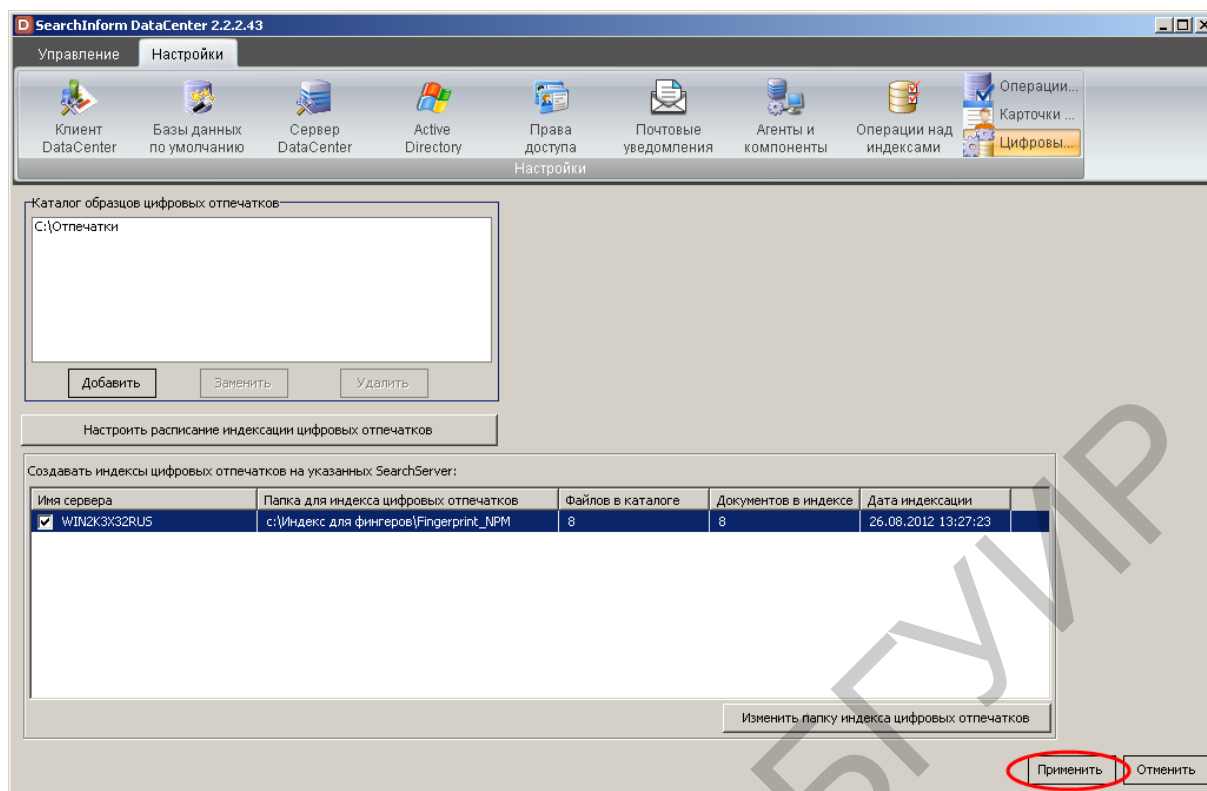 SearchInform DataCenter 2.2.2.43
Управление Настройки
Клиент DataCenter
Базы данных по умолчанию
Сервер DataCenter
Active Directory
Права доступа
Почтовые уведомления
Агенты и компоненты
Операции над индексами
Операции...
Карточки ...
Цифровы...
Настройки
Каталог образцов цифровых отпечатков
С:\Отпечатки
Добавить Заменить Удалить
Настроить расписание индексации цифровых отпечатков
Создавать индексы цифровых отпечатков на указанных SearchServer:
Имя сервера Папка для индекса цифровых отпечатков Файлов в каталоге Документов в индексе Дата индексации
WIN2K3X32RUS с:\Индекс для фингеров\Fingerprint_NPM 8 8 26.08.2012 13:27:23
Изменить папку индекса цифровых отпечатков
Применить Отменить
БГУИР